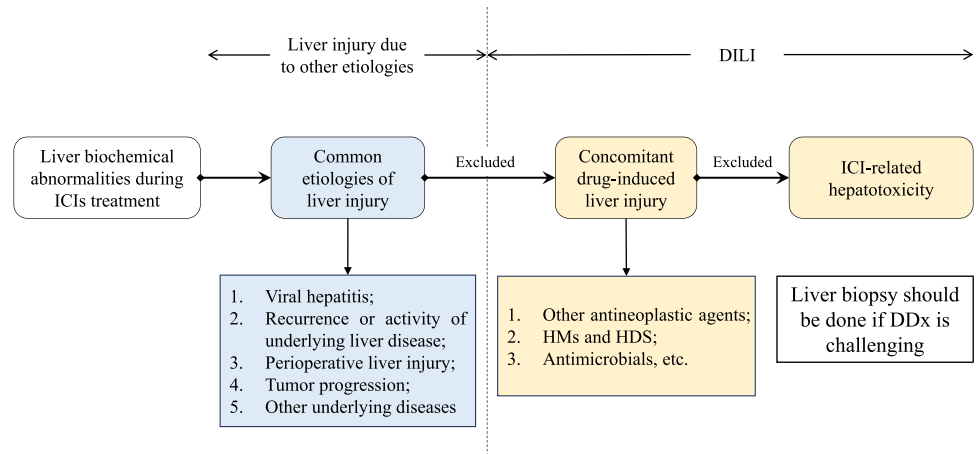 Liver injury due
to other etiologies
DILI
Liver biochemical
abnormalities during
ICIs treatment
Common
etiologies of
liver injury
Excluded
Concomitant
drug-induced
liver injury
Excluded
ICI-related
hepatotoxicity
1. Viral hepatitis;
2. Recurrence or activity of
underlying liver disease;
3. Perioperative liver injury;
4. Tumor progression;
5. Other underlying diseases
1. Other antineoplastic agents;
2. HMs and HDS;
3. Antimicrobials, etc.
Liver biopsy should
be done if DDx is
challenging